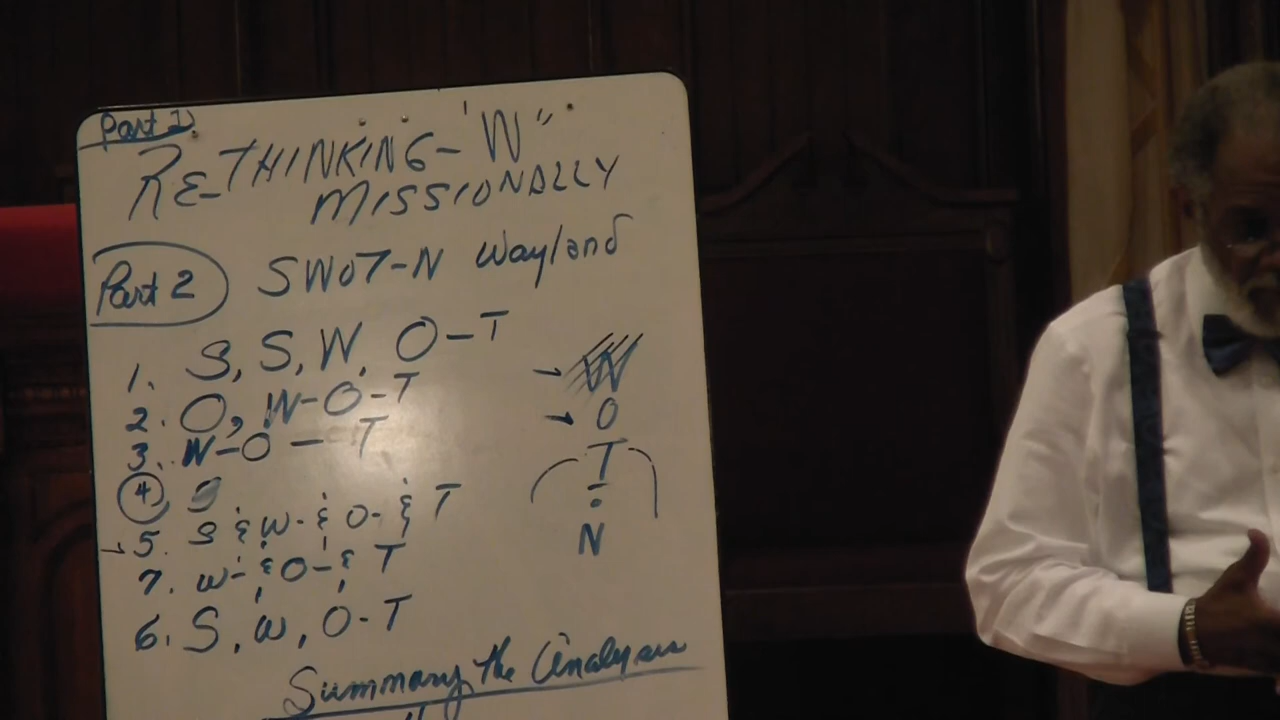 Part 1.
RE-THINKING-'W"
MISSIONALLY
Part 2 SWOT-N Wayland
1. S, S, W, O-T
2. O, W-O-T
3. W-O-T
4 S
5. S & W-& O-& T
7. W-& O-& T
6. S, W, O-T
→ W
→ O
T
N
Summary the Analysis